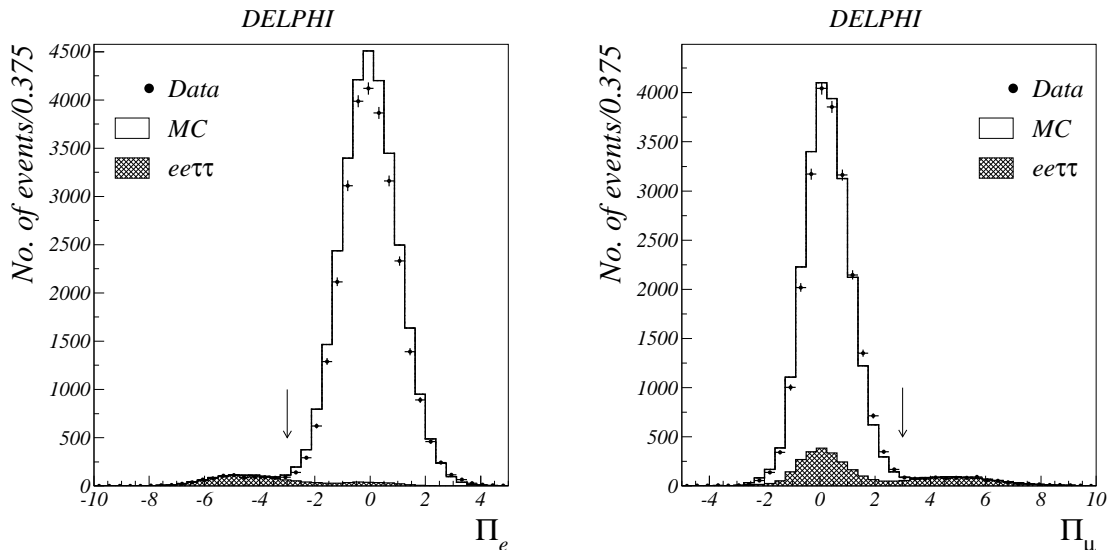 DELPHI
No. of events/0.375
4500
4000
3500
3000
2500
2000
1500
1000
500
0
Data
MC
eeττ
-10 -8 -6 -4 -2 0 2 4
Πe
DELPHI
No. of events/0.375
4000
3500
3000
2500
2000
1500
1000
500
0
Data
MC
eeττ
-4 -2 0 2 4 6 8 10
Πμ